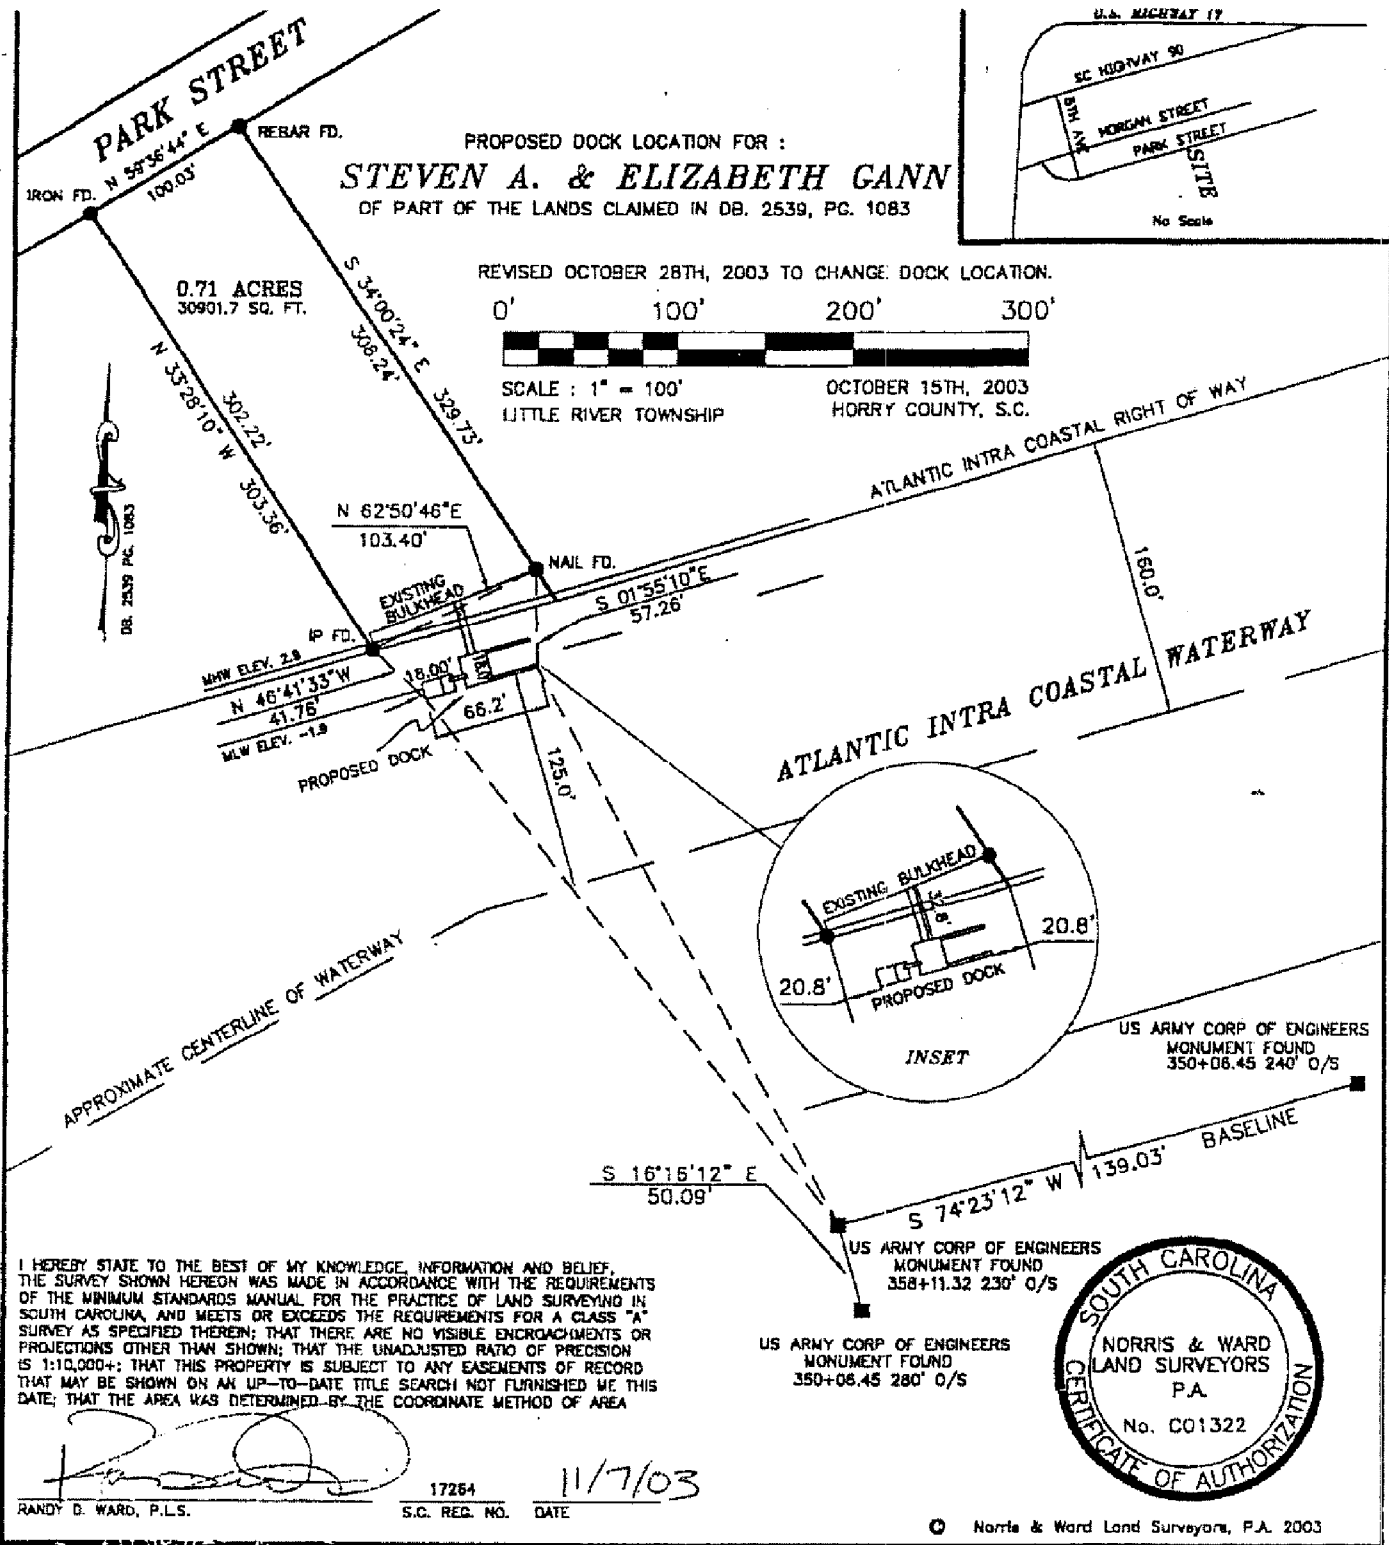 PARK STREET
N 59°36'44" E
100.03'
IRON FD.
REBAR FD.
PROPOSED DOCK LOCATION FOR :
STEVEN A. & ELIZABETH GANN
OF PART OF THE LANDS CLAIMED IN DB. 2539, PG. 1083
U.S. HIGHWAY 17
SC HIGHWAY 90
8TH AVE
MORGAN STREET
PARK STREET
SITE
No Scale
REVISED OCTOBER 28TH, 2003 TO CHANGE DOCK LOCATION.
0' 100' 200' 300'
SCALE : 1" = 100'
LITTLE RIVER TOWNSHIP
OCTOBER 15TH, 2003
HORRY COUNTY, S.C.
0.71 ACRES
30901.7 SQ. FT.
S 34°00'24" E
308.24'
329.73'
N 33°28'10" W
302.22'
303.36'
DB. 2539 PG. 1083
N 62°50'46"E
103.40'
NAIL FD.
EXISTING
BULKHEAD
IP FD.
S 01°55'10"E
57.26'
ATLANTIC INTRA COASTAL RIGHT OF WAY
160.0'
MHW ELEV. 2.9
N 46°41'33"W
41.76'
MLW ELEV. -1.9
18.00'
66.2'
PROPOSED DOCK
125.0'
ATLANTIC INTRA COASTAL WATERWAY
APPROXIMATE CENTERLINE OF WATERWAY
EXISTING BULKHEAD
20.8'
20.8'
PROPOSED DOCK
INSET
US ARMY CORP OF ENGINEERS
MONUMENT FOUND
350+06.45 240' O/S
S 16°16'12" E
50.09'
S 74°23'12" W 139.03' BASELINE
US ARMY CORP OF ENGINEERS
MONUMENT FOUND
358+11.32 230' O/S
US ARMY CORP OF ENGINEERS
MONUMENT FOUND
350+06.45 280' O/S
I HEREBY STATE TO THE BEST OF MY KNOWLEDGE, INFORMATION AND BELIEF,
THE SURVEY SHOWN HEREON WAS MADE IN ACCORDANCE WITH THE REQUIREMENTS
OF THE MINIMUM STANDARDS MANUAL FOR THE PRACTICE OF LAND SURVEYING IN
SOUTH CAROLINA, AND MEETS OR EXCEEDS THE REQUIREMENTS FOR A CLASS "A"
SURVEY AS SPECIFIED THEREIN; THAT THERE ARE NO VISIBLE ENCROACHMENTS OR
PROJECTIONS OTHER THAN SHOWN; THAT THE UNADJUSTED RATIO OF PRECISION
IS 1:10,000+; THAT THIS PROPERTY IS SUBJECT TO ANY EASEMENTS OF RECORD
THAT MAY BE SHOWN ON AN UP-TO-DATE TITLE SEARCH NOT FURNISHED ME THIS
DATE; THAT THE AREA WAS DETERMINED BY THE COORDINATE METHOD OF AREA
RANDY D. WARD, P.L.S.
17264
S.C. REG. NO.
11/7/03
DATE
SOUTH CAROLINA
NORRIS & WARD
LAND SURVEYORS
P.A.
No. C01322
CERTIFICATE OF AUTHORIZATION
© Norris & Ward Land Surveyors, P.A. 2003